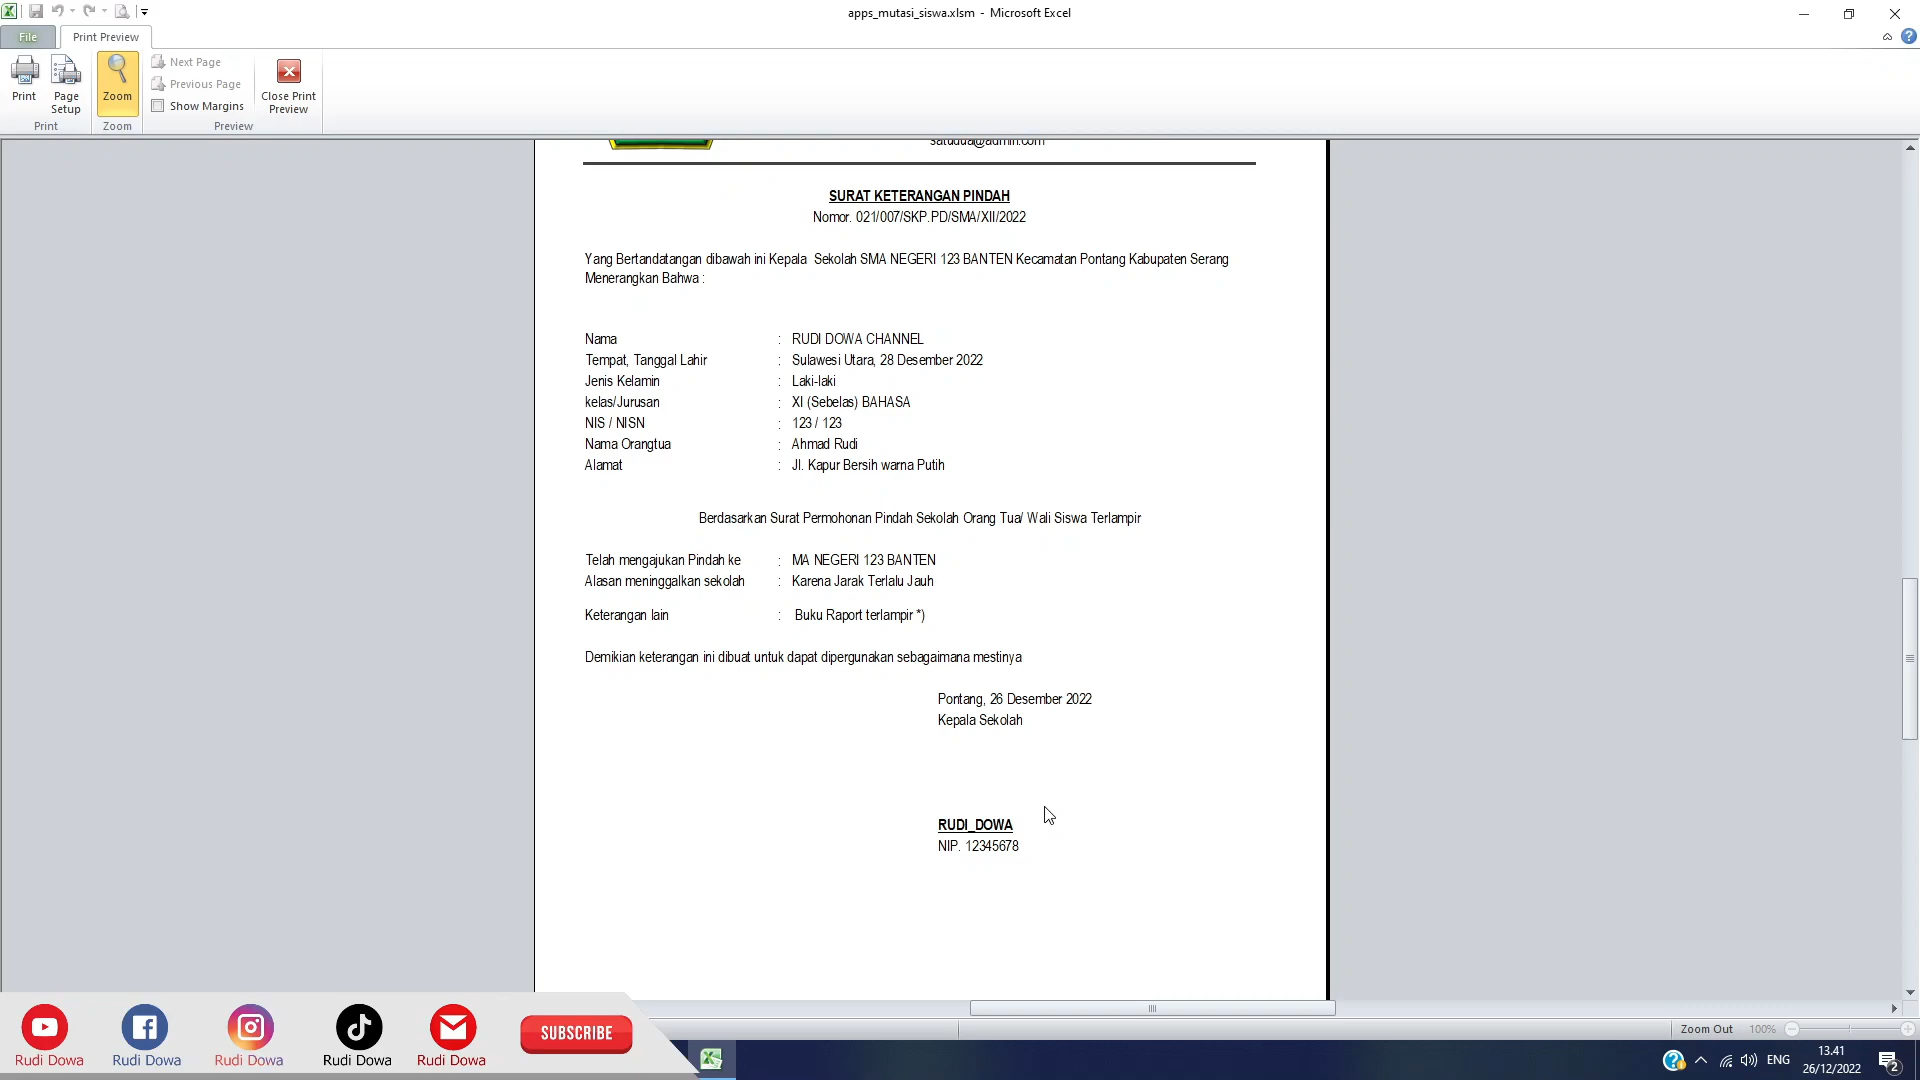 apps_mutasi_siswa.xlsm - Microsoft Excel
File
Print Preview
Print
Page Setup
Zoom
Next Page
Previous Page
Show Margins
Close Print Preview
Print
Zoom
Preview
satudua@admin.com
SURAT KETERANGAN PINDAH
Nomor. 021/007/SKP.PD/SMA/XII/2022
Yang Bertandatangan dibawah ini Kepala Sekolah SMA NEGERI 123 BANTEN Kecamatan Pontang Kabupaten Serang
Menerangkan Bahwa :
Nama : RUDI DOWA CHANNEL
Tempat, Tanggal Lahir : Sulawesi Utara, 28 Desember 2022
Jenis Kelamin : Laki-laki
kelas/Jurusan : XI (Sebelas) BAHASA
NIS / NISN : 123 / 123
Nama Orangtua : Ahmad Rudi
Alamat : Jl. Kapur Bersih warna Putih
Berdasarkan Surat Permohonan Pindah Sekolah Orang Tua/ Wali Siswa Terlampir
Telah mengajukan Pindah ke : MA NEGERI 123 BANTEN
Alasan meninggalkan sekolah : Karena Jarak Terlalu Jauh
Keterangan lain : Buku Raport terlampir *)
Demikian keterangan ini dibuat untuk dapat dipergunakan sebagaimana mestinya
Pontang, 26 Desember 2022
Kepala Sekolah
RUDI_DOWA
NIP. 12345678
Rudi Dowa
Rudi Dowa
Rudi Dowa
Rudi Dowa
Rudi Dowa
SUBSCRIBE
Zoom Out 100%
ENG
13.41
26/12/2022
2